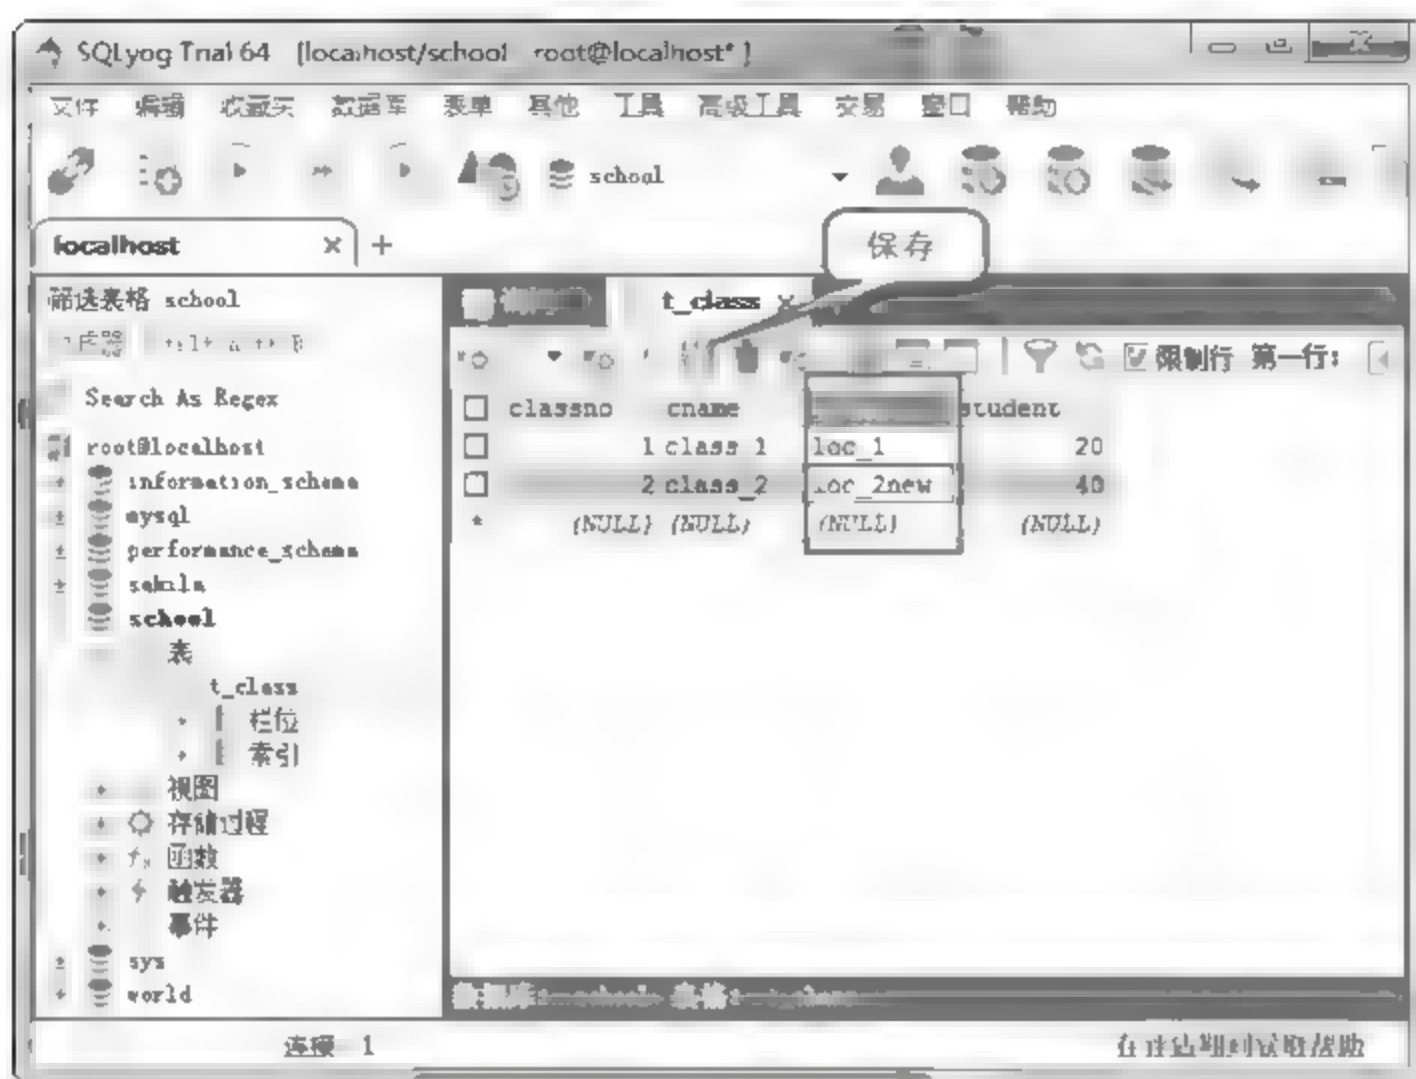 SQLyog Trial 64 [localhost/school root@localhost* ]
文件 编辑 收藏夹 数据库 表单 其他 工具 高级工具 交易 窗口 帮助
school
localhost × +
保存
筛选表格 school
Search As Regex
root@localhost
information_schema
mysql
performance_schema
sakila
school
表
t_class
栏位
索引
视图
存储过程
函数
触发器
事件
sys
world
t_class ×
限制行 第一行:
classno cname student
1 class_1 loc_1 20
2 class_2 loc_2new 40
* (NULL) (NULL) (NULL) (NULL)
连接 1